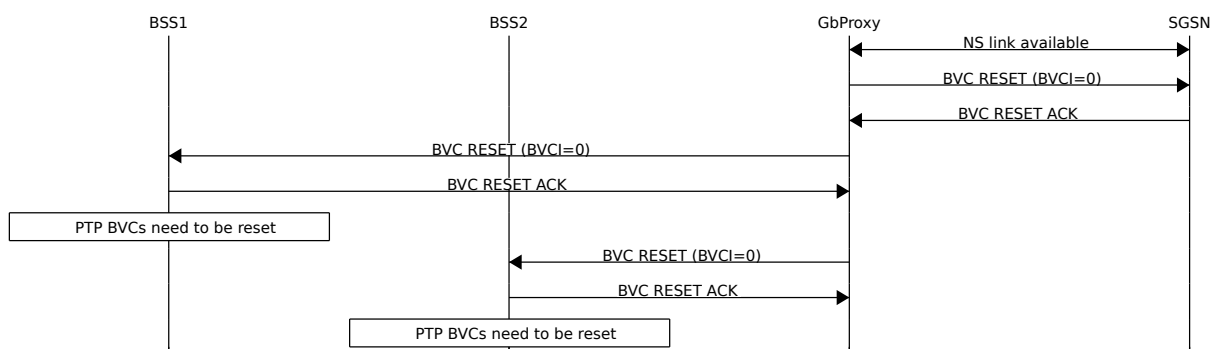 BSS1 BSS2 GbProxy SGSN
NS link available
BVC RESET (BVCI=0)
BVC RESET ACK
BVC RESET (BVCI=0)
BVC RESET ACK
PTP BVCs need to be reset
BVC RESET (BVCI=0)
BVC RESET ACK
PTP BVCs need to be reset